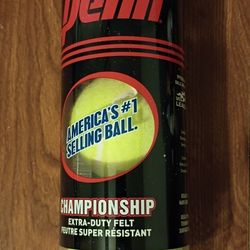 Penn
AMERICA'S #1
SELLING BALL.
CHAMPIONSHIP
EXTRA-DUTY FELT
FEUTRE SUPER RESISTANT